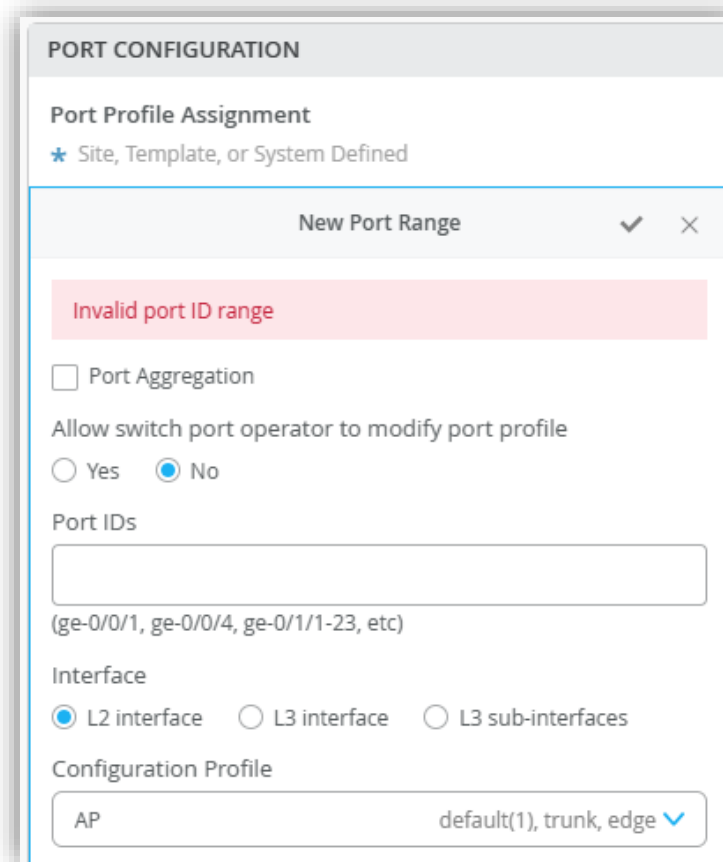 PORT CONFIGURATION
Port Profile Assignment
* Site, Template, or System Defined
New Port Range
Invalid port ID range
Port Aggregation
Allow switch port operator to modify port profile
Yes No
Port IDs
(ge-0/0/1, ge-0/0/4, ge-0/1/1-23, etc)
Interface
L2 interface L3 interface L3 sub-interfaces
Configuration Profile
AP default(1), trunk, edge